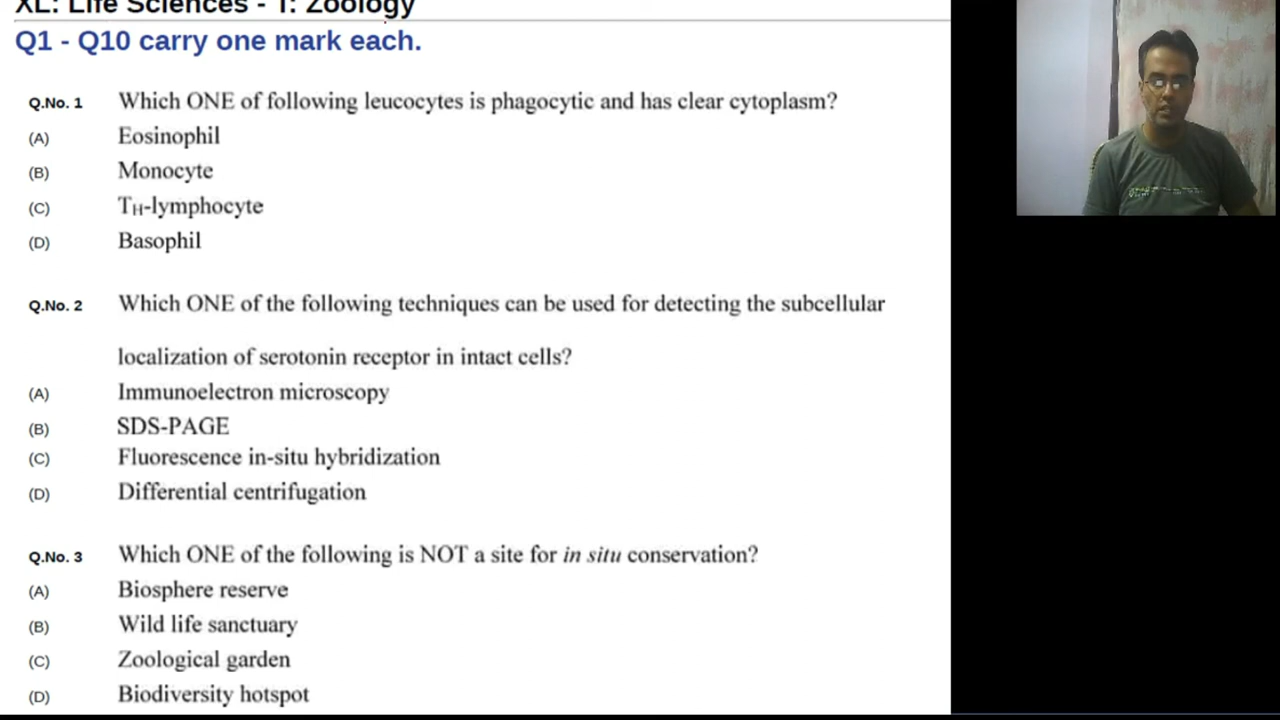 XL: Life Sciences - T: Zoology
Q1 - Q10 carry one mark each.
Q.No. 1 Which ONE of following leucocytes is phagocytic and has clear cytoplasm?
(A) Eosinophil
(B) Monocyte
(C) TH-lymphocyte
(D) Basophil
Q.No. 2 Which ONE of the following techniques can be used for detecting the subcellular
localization of serotonin receptor in intact cells?
(A) Immunoelectron microscopy
(B) SDS-PAGE
(C) Fluorescence in-situ hybridization
(D) Differential centrifugation
Q.No. 3 Which ONE of the following is NOT a site for in situ conservation?
(A) Biosphere reserve
(B) Wild life sanctuary
(C) Zoological garden
(D) Biodiversity hotspot